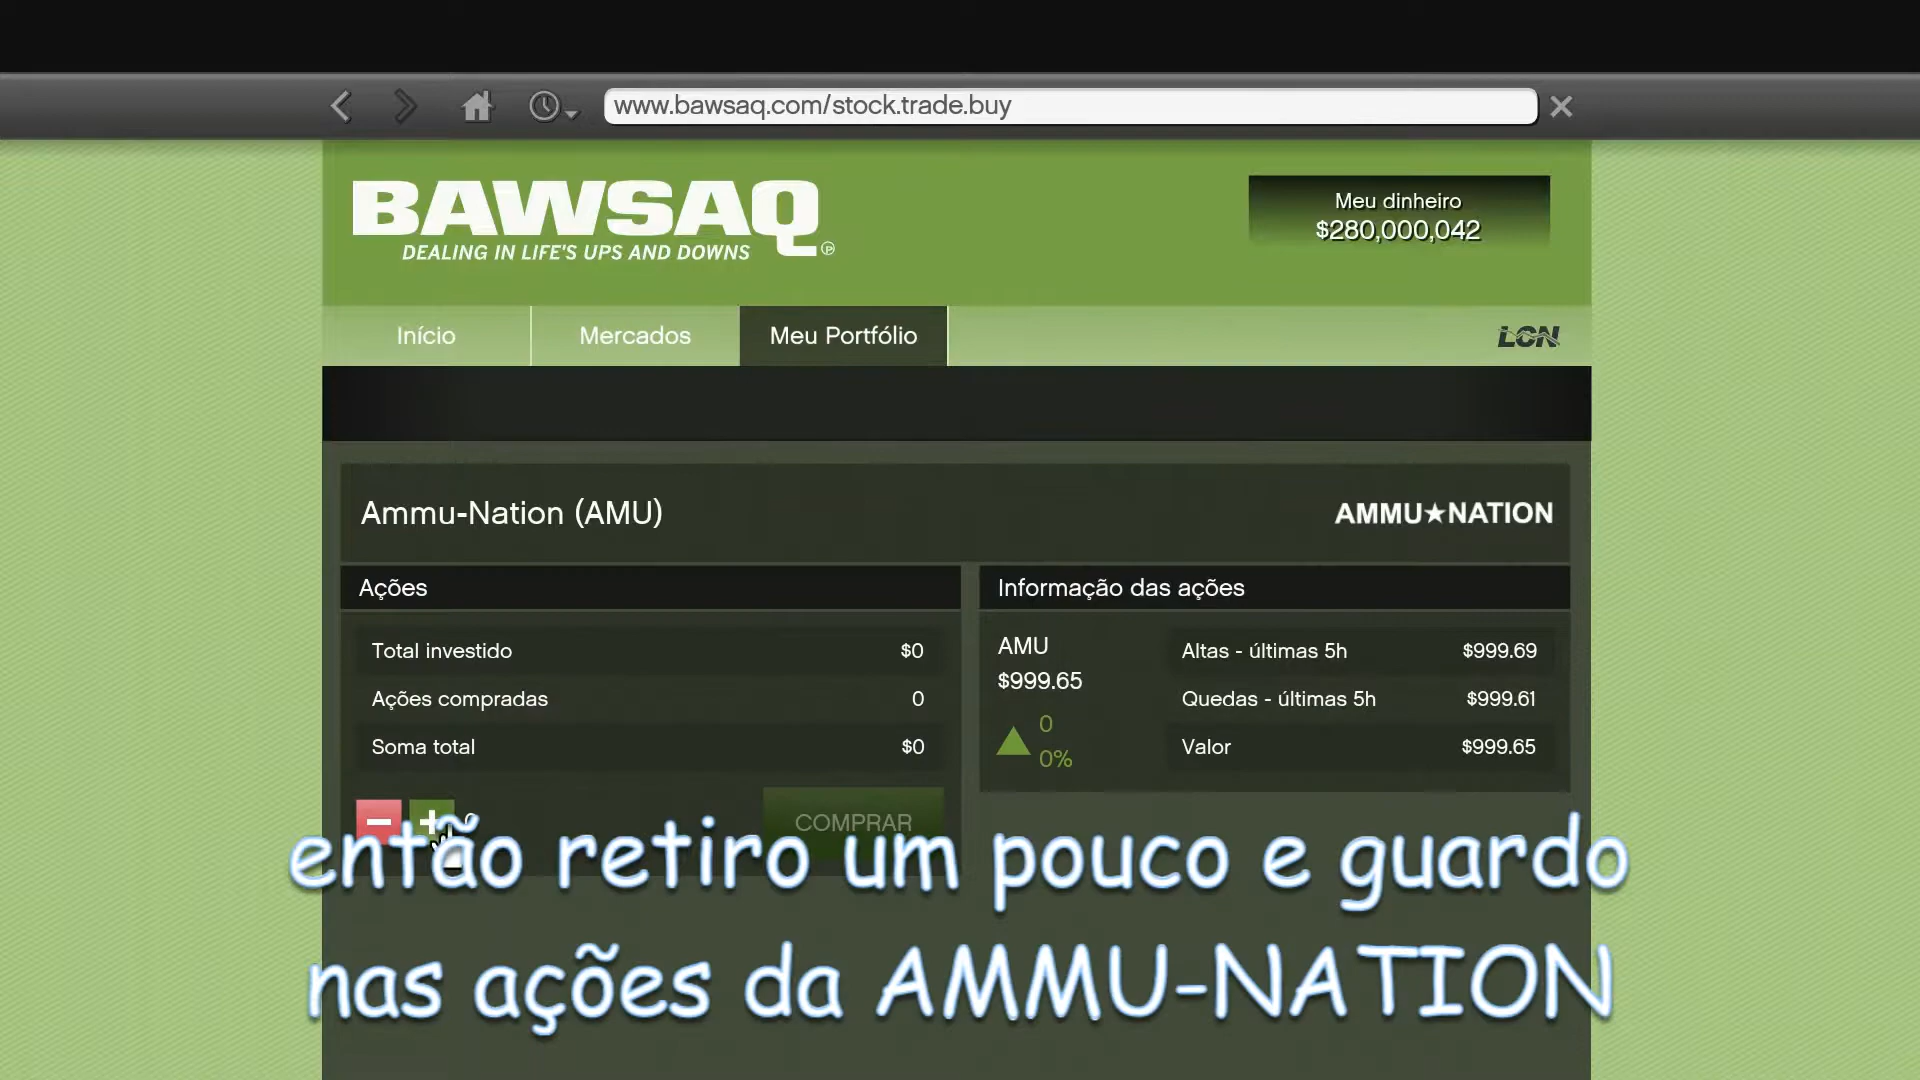 www.bawsaq.com/stock.trade.buy
BAWSAQ
DEALING IN LIFE'S UPS AND DOWNS
Meu dinheiro
$280,000,042
Início
Mercados
Meu Portfólio
LCN
Ammu-Nation (AMU)
AMMU★NATION
Ações
Total investido $0
Ações compradas 0
Soma total $0
Informação das ações
AMU
$999.65
0
0%
Altas - últimas 5h $999.69
Quedas - últimas 5h $999.61
Valor $999.65
COMPRAR
então retiro um pouco e guardo
nas ações da AMMU-NATION